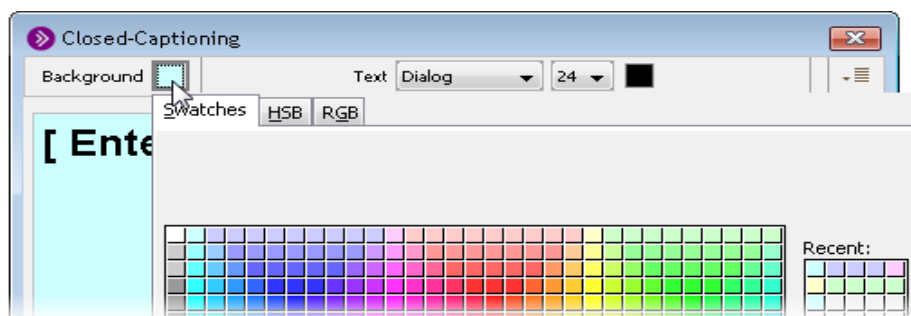 Closed-Captioning
Background Text Dialog 24
Swatches HSB RGB
[ Ente
Recent: